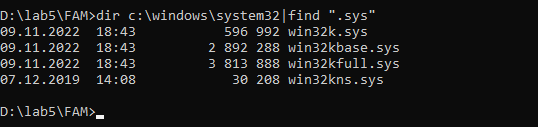 D:\lab5\FAM>dir c:\windows\system32|find ".sys"
09.11.2022  18:43           596 992 win32k.sys
09.11.2022  18:43         2 892 288 win32kbase.sys
09.11.2022  18:43         3 813 888 win32kfull.sys
07.12.2019  14:08            30 208 win32kns.sys
D:\lab5\FAM>